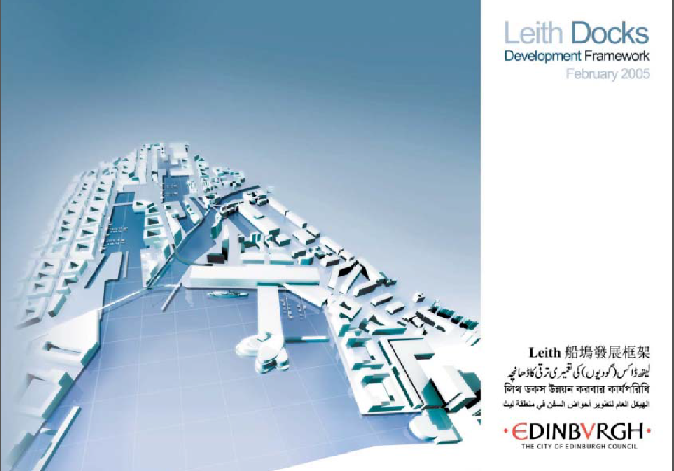 Leith Docks
Development Framework
February 2005
Leith 船塢發展框架
لیتھ ڈاکس (گودیوں) کی تعمیری ترقی کا ڈھانچہ
লিথ ডকস উন্নয়ন করবার কার্যপরিধি
الهيكل العام لتطوير أحواض السفن في منطقة ليث
·EDINBVRGH·
THE CITY OF EDINBURGH COUNCIL